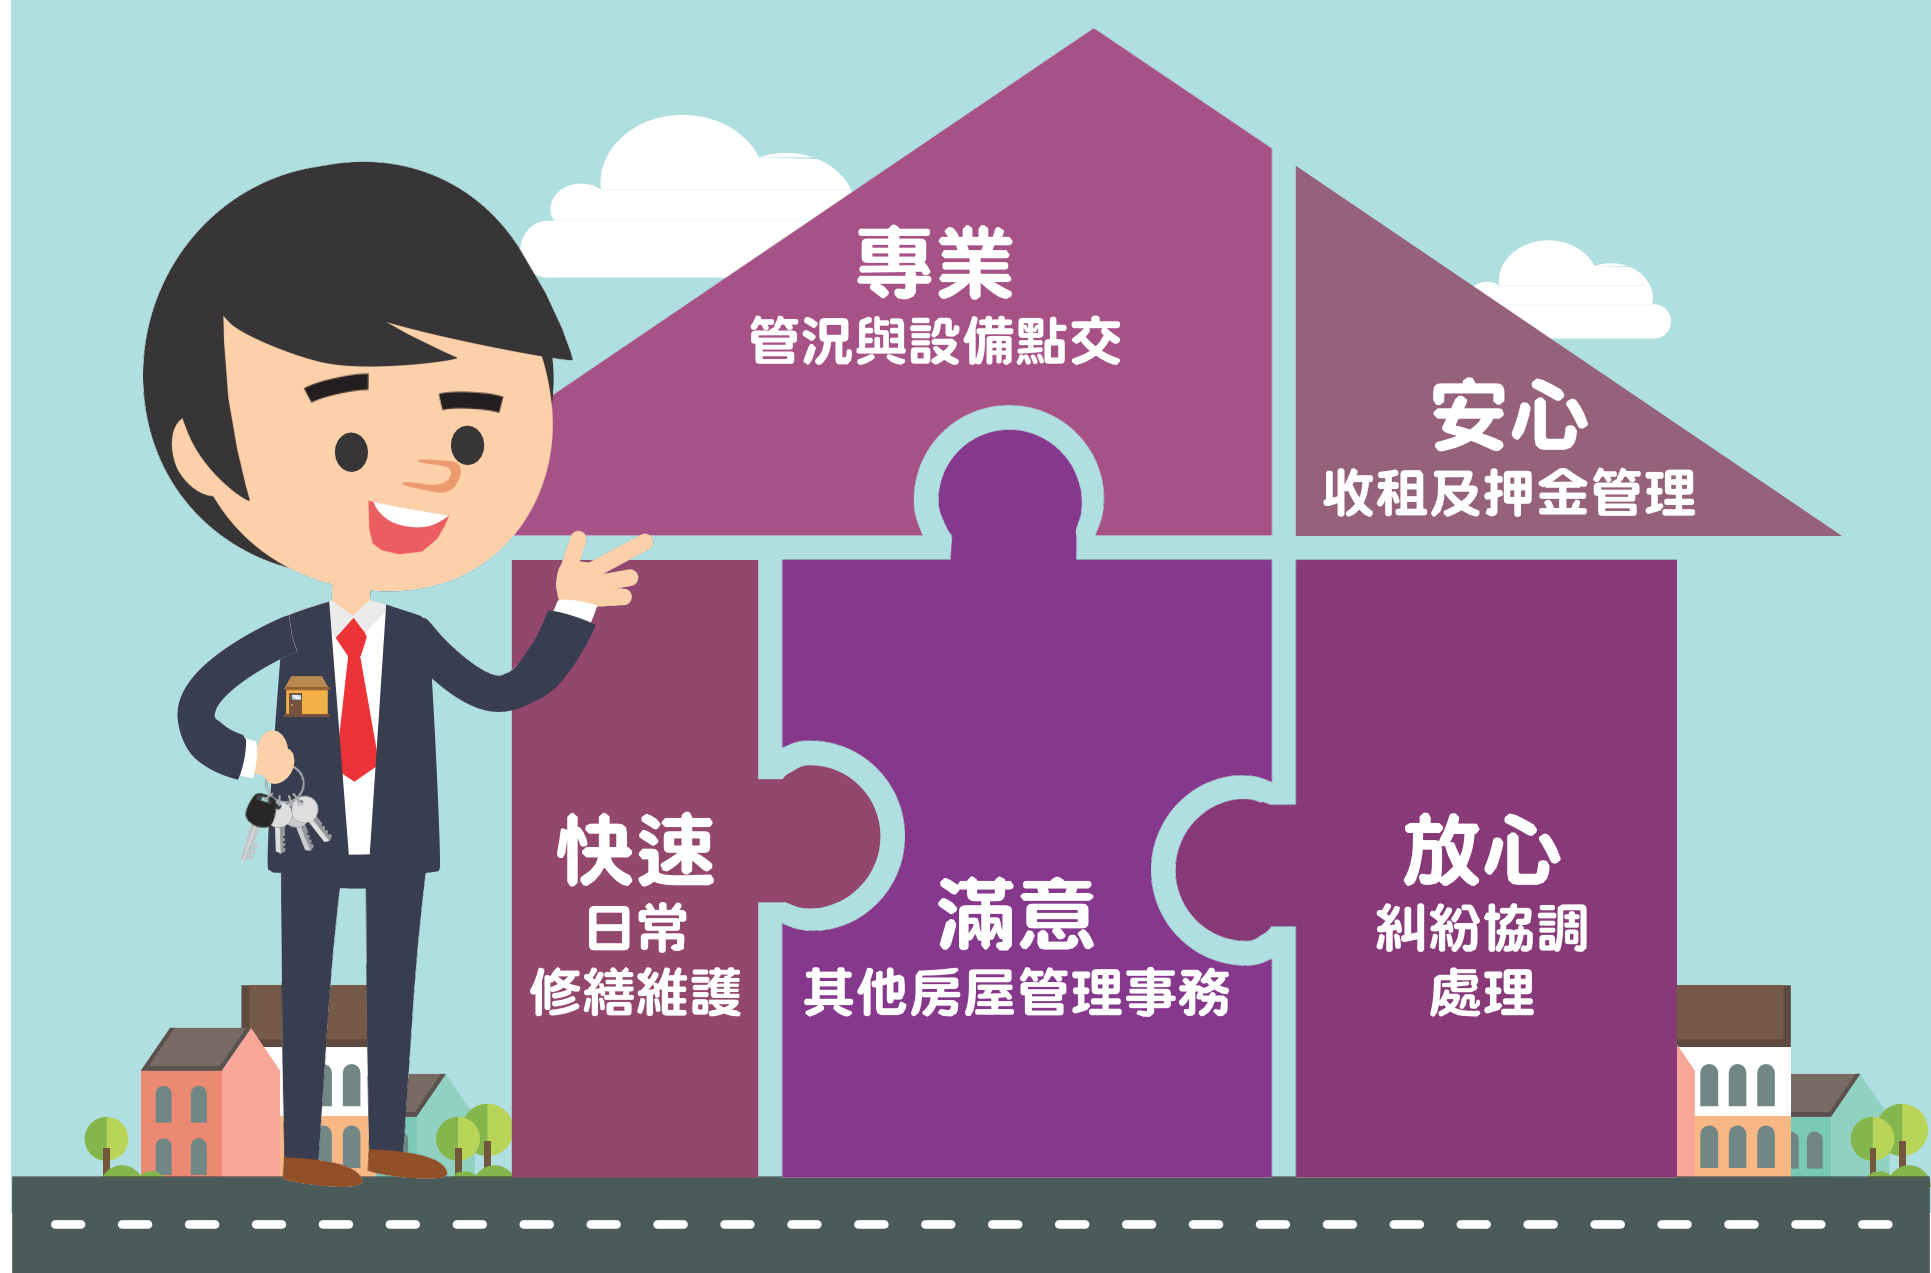 專業
管況與設備點交
安心
收租及押金管理
快速
日常
修繕維護
滿意
其他房屋管理事務
放心
糾紛協調
處理